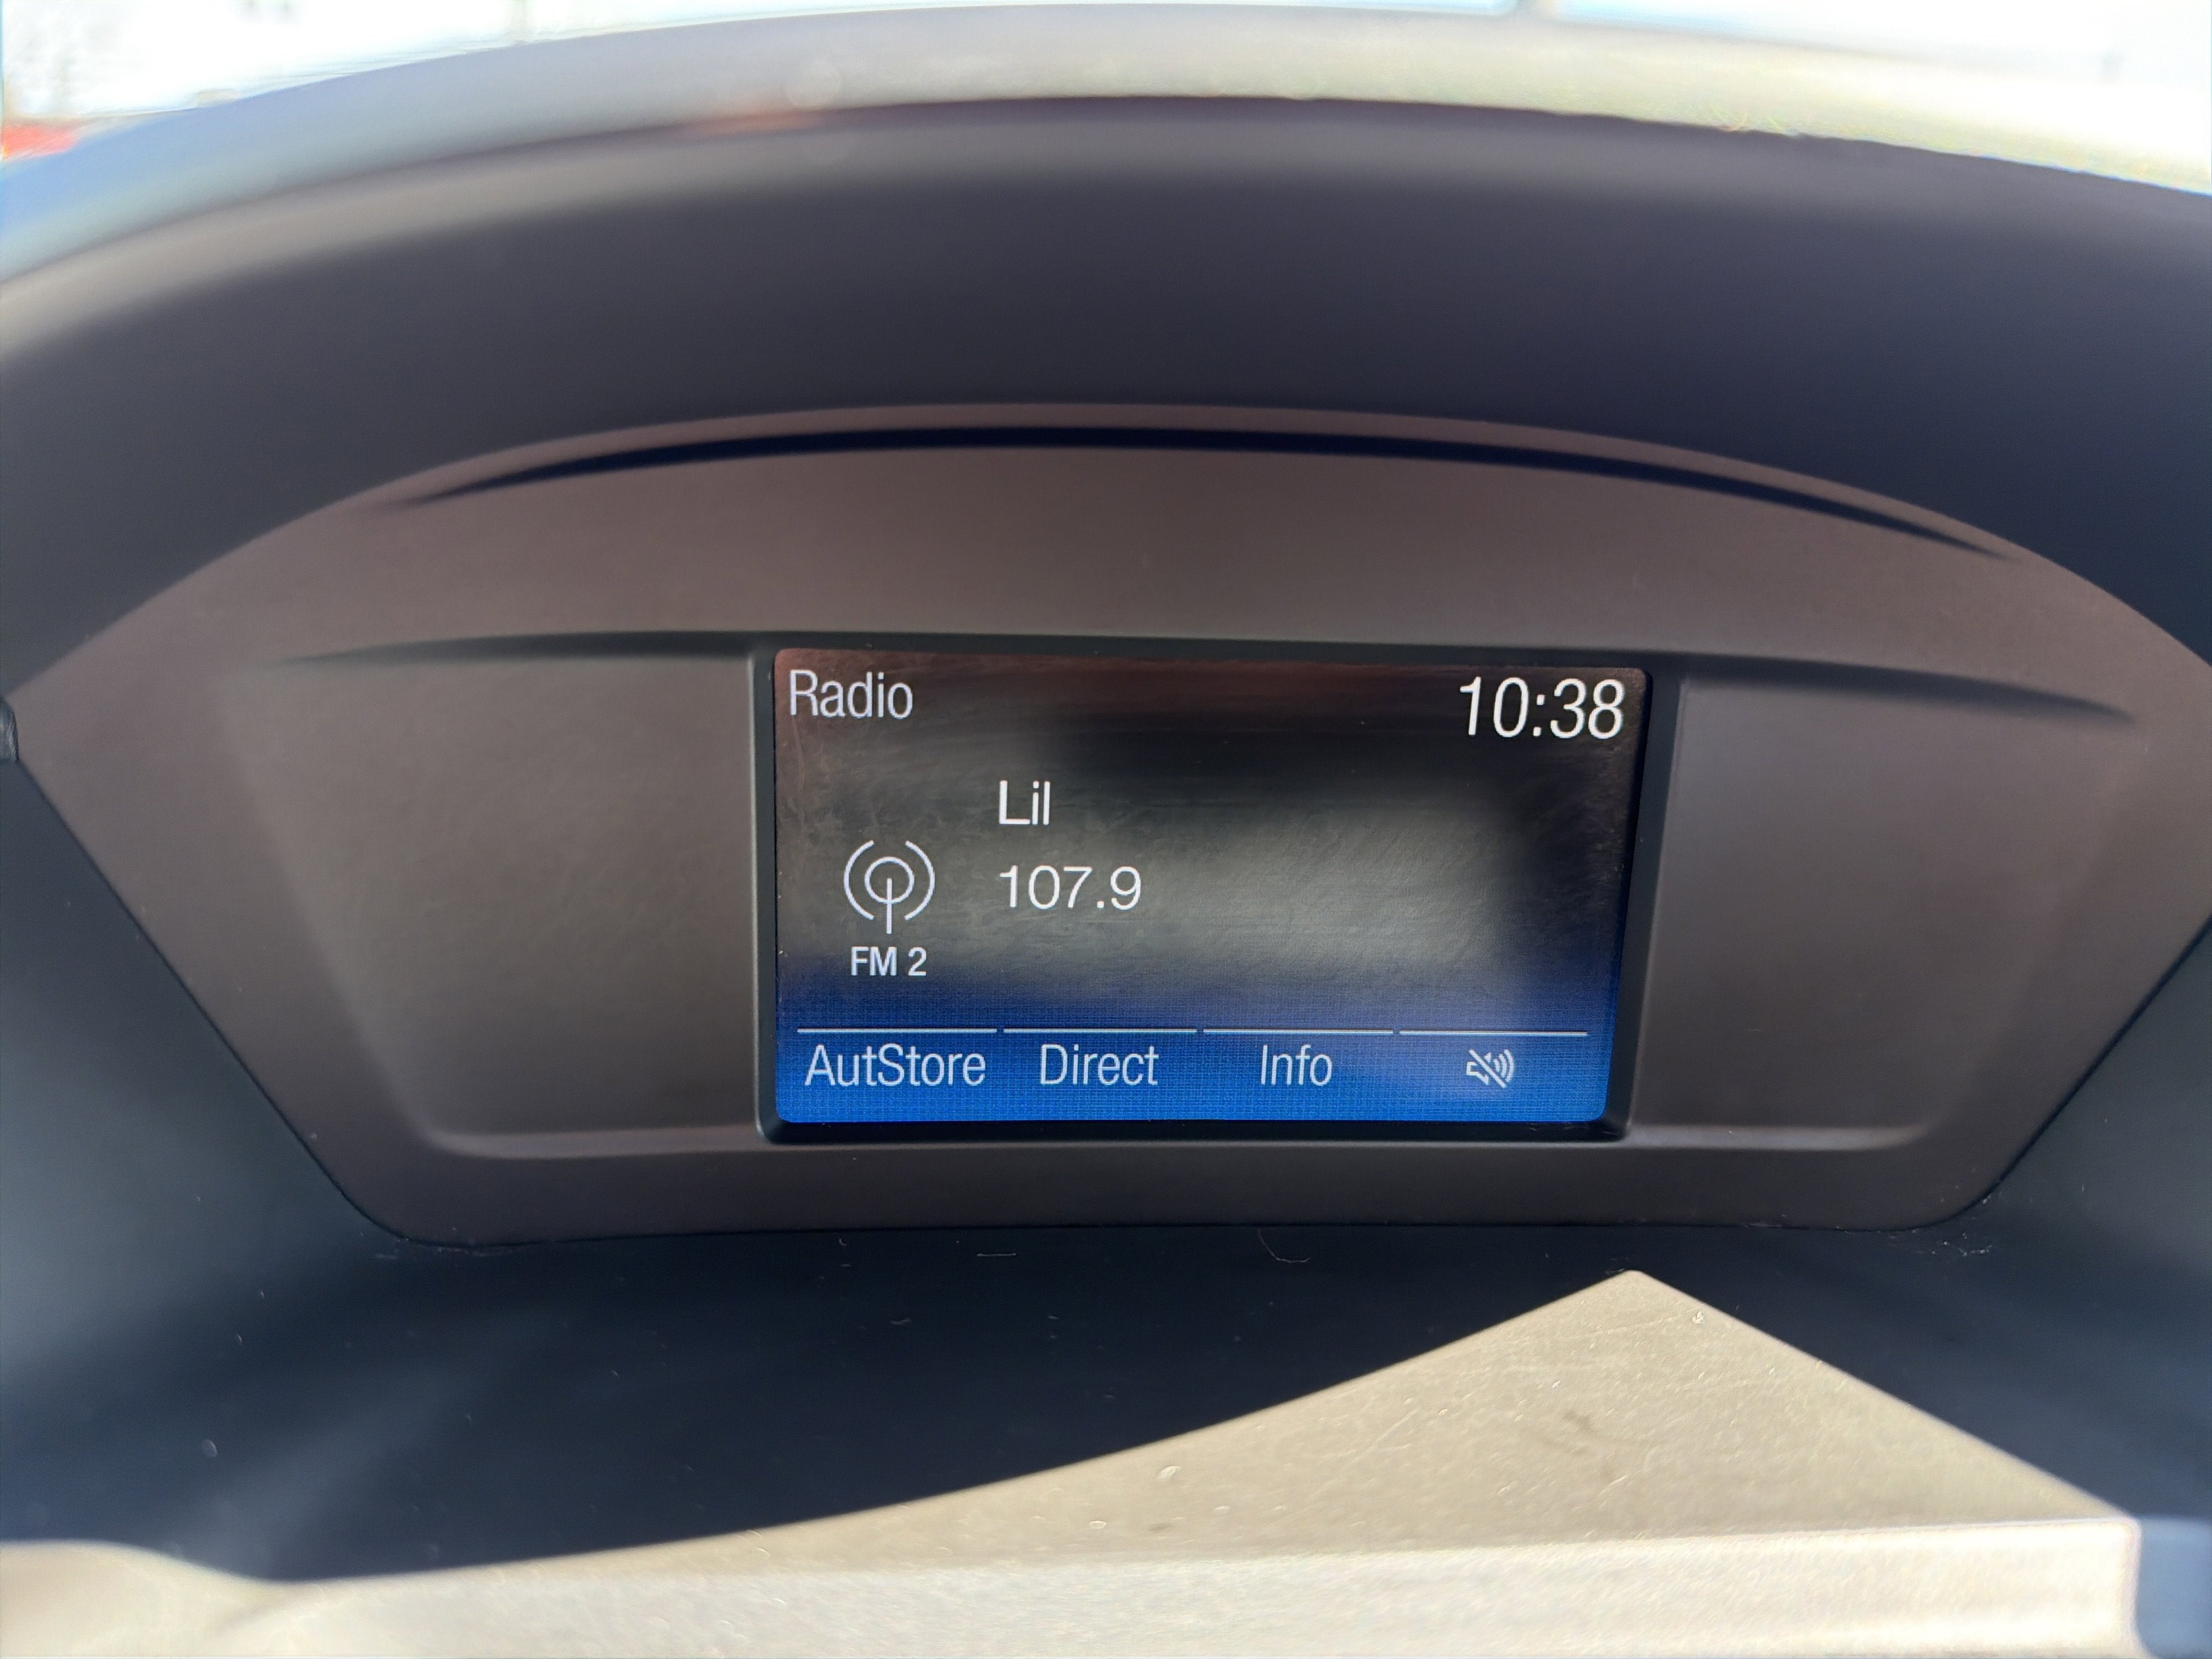 Radio 10:38
Lil
107.9
FM 2
AutStore Direct Info